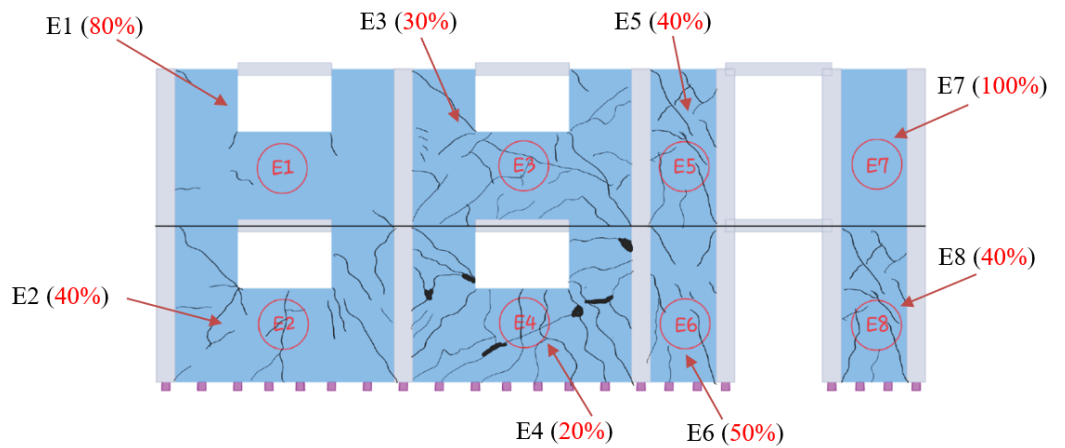 E1 (80%)
E3 (30%)
E5 (40%)
E7 (100%)
E1
E3
E5
E7
E2 (40%)
E8 (40%)
E2
E4
E6
E8
E4 (20%)
E6 (50%)